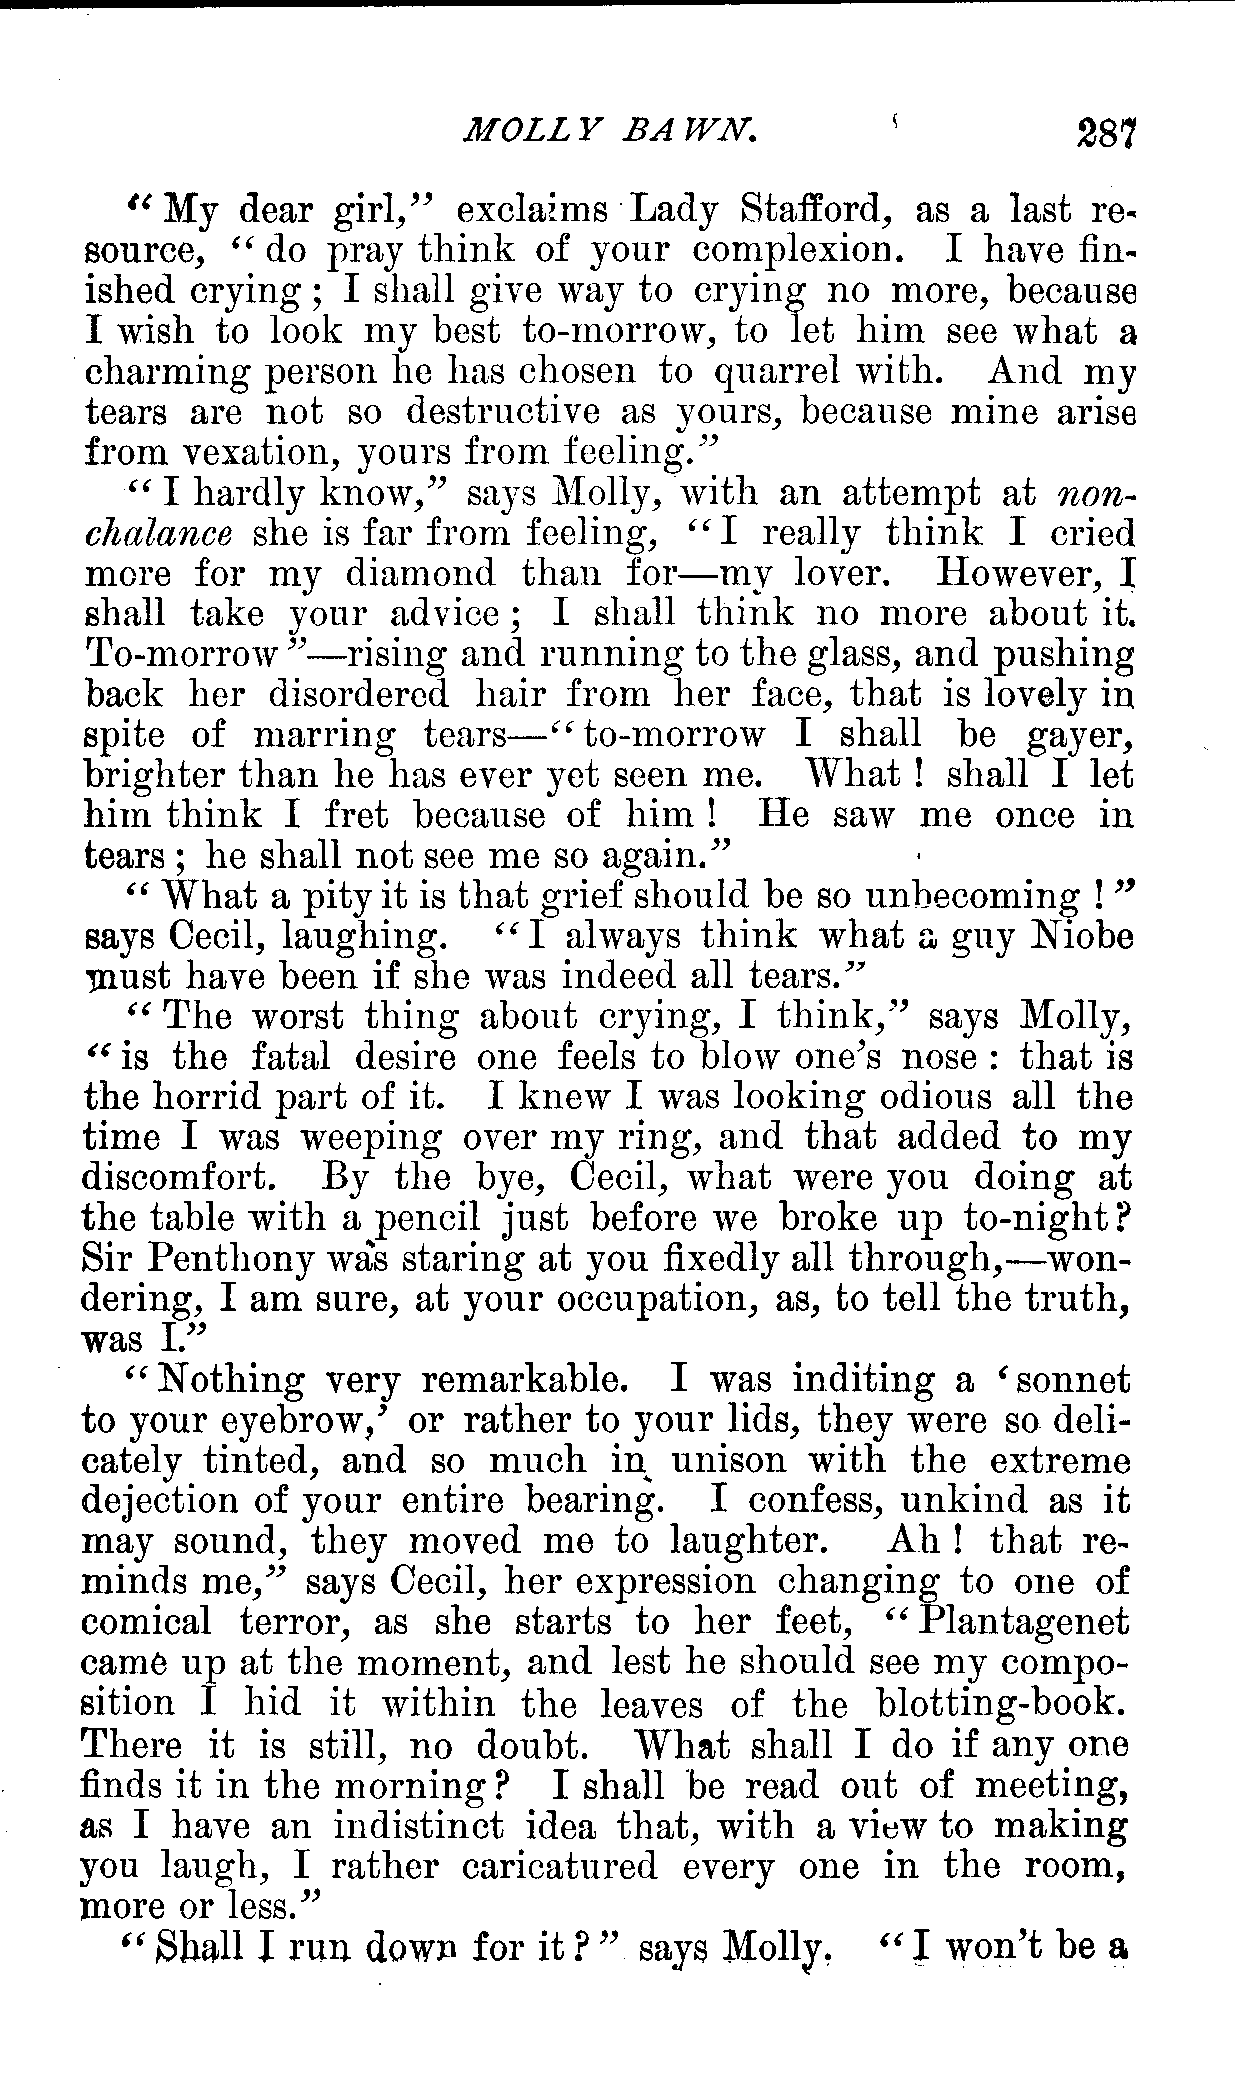 MOLLY BAWN. 287
“ My dear girl,” exclaims Lady Stafford, as a last re-
source, “ do pray think of your complexion. I have fin-
ished crying ; I shall give way to crying no more, because
I wish to look my best to-morrow, to let him see what a
charming person he has chosen to quarrel with. And my
tears are not so destructive as yours, because mine arise
from vexation, yours from feeling.”
“ I hardly know,” says Molly, with an attempt at non-
chalance she is far from feeling, “ I really think I cried
more for my diamond than for—my lover. However, I
shall take your advice ; I shall think no more about it.
To-morrow ”—rising and running to the glass, and pushing
back her disordered hair from her face, that is lovely in
spite of marring tears—“ to-morrow I shall be gayer,
brighter than he has ever yet seen me. What ! shall I let
him think I fret because of him ! He saw me once in
tears ; he shall not see me so again.”
“ What a pity it is that grief should be so unbecoming ! ”
says Cecil, laughing. “ I always think what a guy Niobe
must have been if she was indeed all tears.”
“ The worst thing about crying, I think,” says Molly,
“ is the fatal desire one feels to blow one’s nose : that is
the horrid part of it. I knew I was looking odious all the
time I was weeping over my ring, and that added to my
discomfort. By the bye, Cecil, what were you doing at
the table with a pencil just before we broke up to-night ?
Sir Penthony was staring at you fixedly all through,—won-
dering, I am sure, at your occupation, as, to tell the truth,
was I.”
“ Nothing very remarkable. I was inditing a ‘ sonnet
to your eyebrow,’ or rather to your lids, they were so deli-
cately tinted, and so much in unison with the extreme
dejection of your entire bearing. I confess, unkind as it
may sound, they moved me to laughter. Ah ! that re-
minds me,” says Cecil, her expression changing to one of
comical terror, as she starts to her feet, “ Plantagenet
came up at the moment, and lest he should see my compo-
sition I hid it within the leaves of the blotting-book.
There it is still, no doubt. What shall I do if any one
finds it in the morning ? I shall be read out of meeting,
as I have an indistinct idea that, with a view to making
you laugh, I rather caricatured every one in the room,
more or less.”
“ Shall I run down for it ? ” says Molly. “ I won’t be a